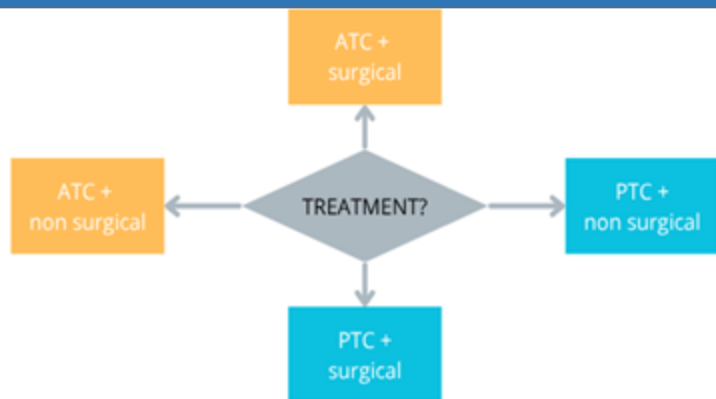 ATC +
surgical
ATC +
non surgical
TREATMENT?
PTC +
non surgical
PTC +
surgical